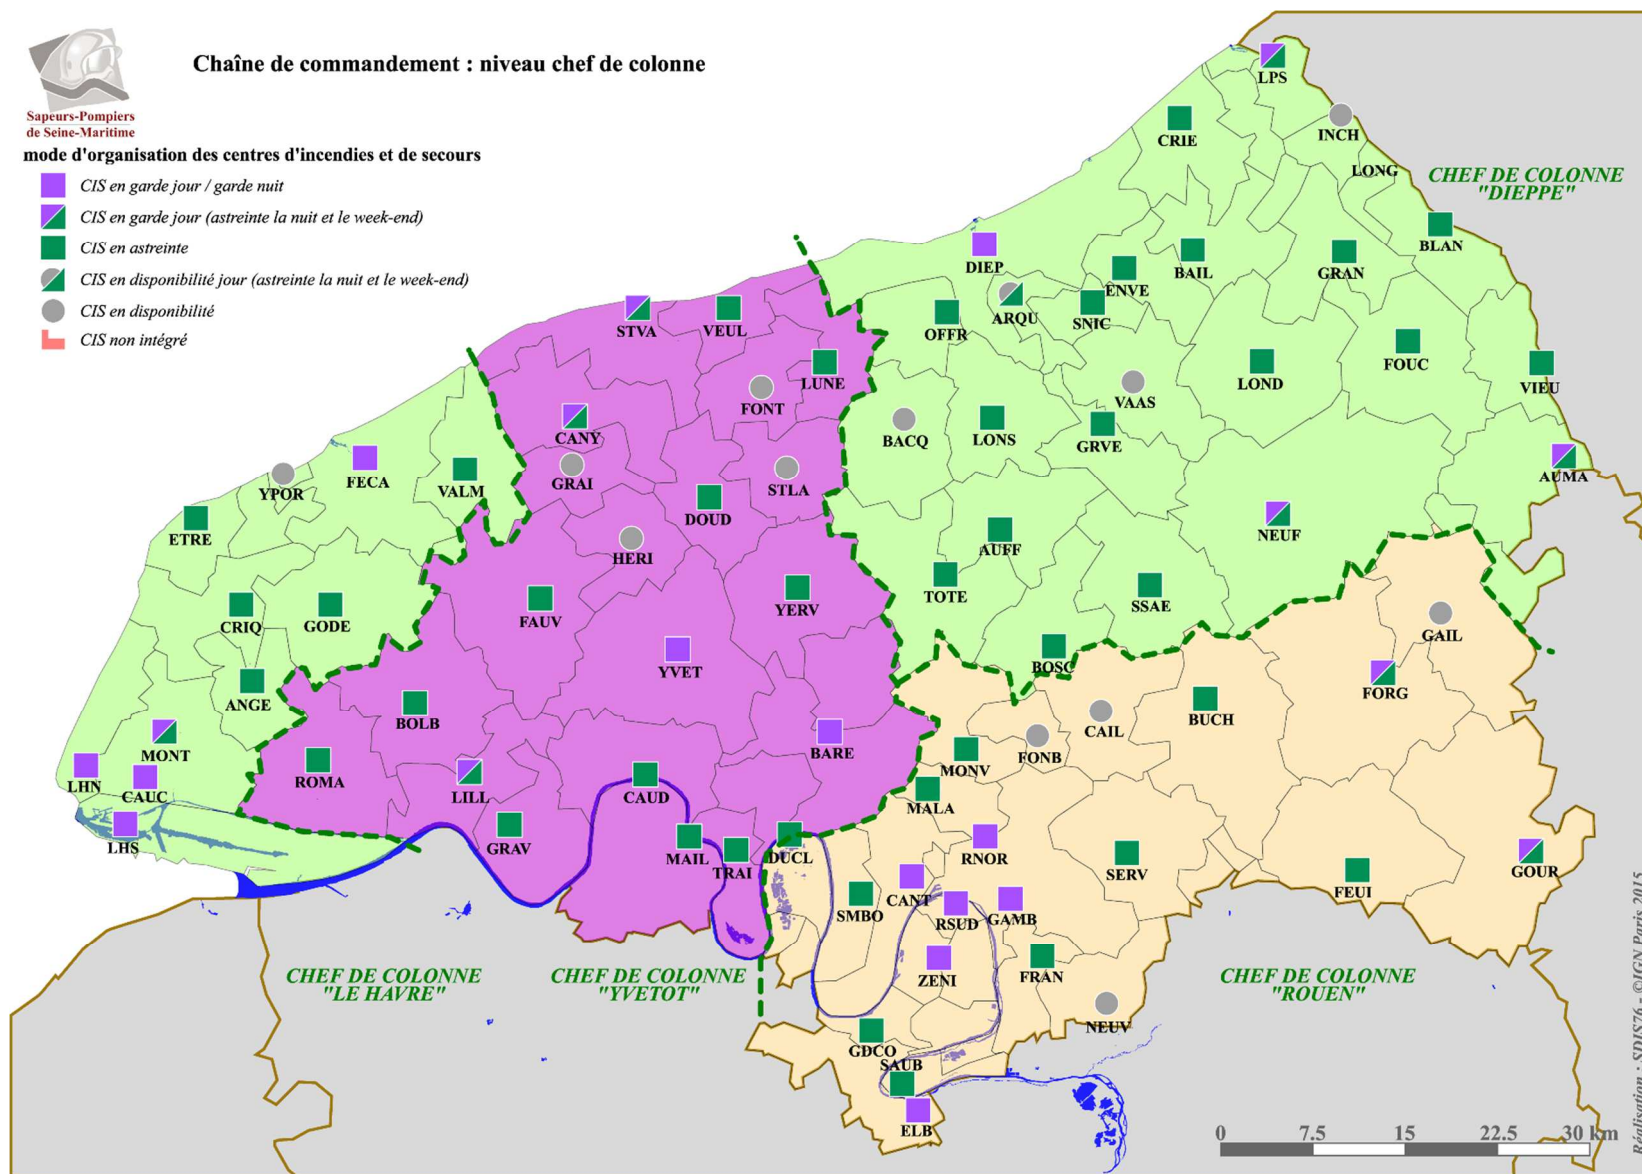 Chaîne de commandement : niveau chef de colonne
Sapeurs-Pompiers
de Seine-Maritime
mode d'organisation des centres d'incendies et de secours
CIS en garde jour / garde nuit
CIS en garde jour (astreinte la nuit et le week-end)
CIS en astreinte
CIS en disponibilité jour (astreinte la nuit et le week-end)
CIS en disponibilité
CIS non intégré
LPS
CRIE
INCH
LONG
CHEF DE COLONNE
"DIEPPE"
BLAN
DIEP
BAIL
GRAN
ENVE
ARQU
SNIC
OFFR
STVA
VEUL
LUNE
FOUC
LOND
VIEU
FONT
VAAS
CANY
BACQ
LONS
GRVE
AUMA
FECA
VALM
YPOR
GRAI
STLA
DOUD
ETRE
NEUF
HERI
AUFF
TOTE
SSAE
FAUV
YERV
CRIQ
GODE
GAIL
BOSC
YVET
FORG
ANGE
BOLB
BUCH
CAIL
MONT
BARE
FONB
MONV
LHN
CAUC
ROMA
LILL
CAUD
MALA
LHS
GRAV
MAIL
TRAI
DUCL
RNOR
SERV
GOUR
FEUI
CANT
SMBO
RSUD
GAMB
ZENI
FRAN
CHEF DE COLONNE
"LE HAVRE"
CHEF DE COLONNE
"YVETOT"
CHEF DE COLONNE
"ROUEN"
NEUV
GDCO
SAUB
ELB
0 7.5 15 22.5 30 km
Réalisation : SDIS76 - ©IGN Paris 2015